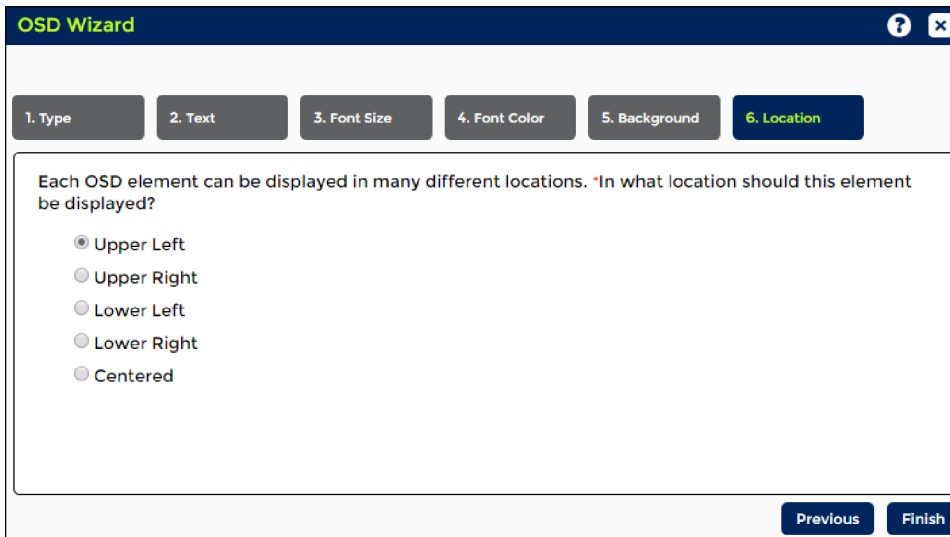 OSD Wizard
1. Type
2. Text
3. Font Size
4. Font Color
5. Background
6. Location
Each OSD element can be displayed in many different locations. *In what location should this element
be displayed?
Upper Left
Upper Right
Lower Left
Lower Right
Centered
Previous
Finish